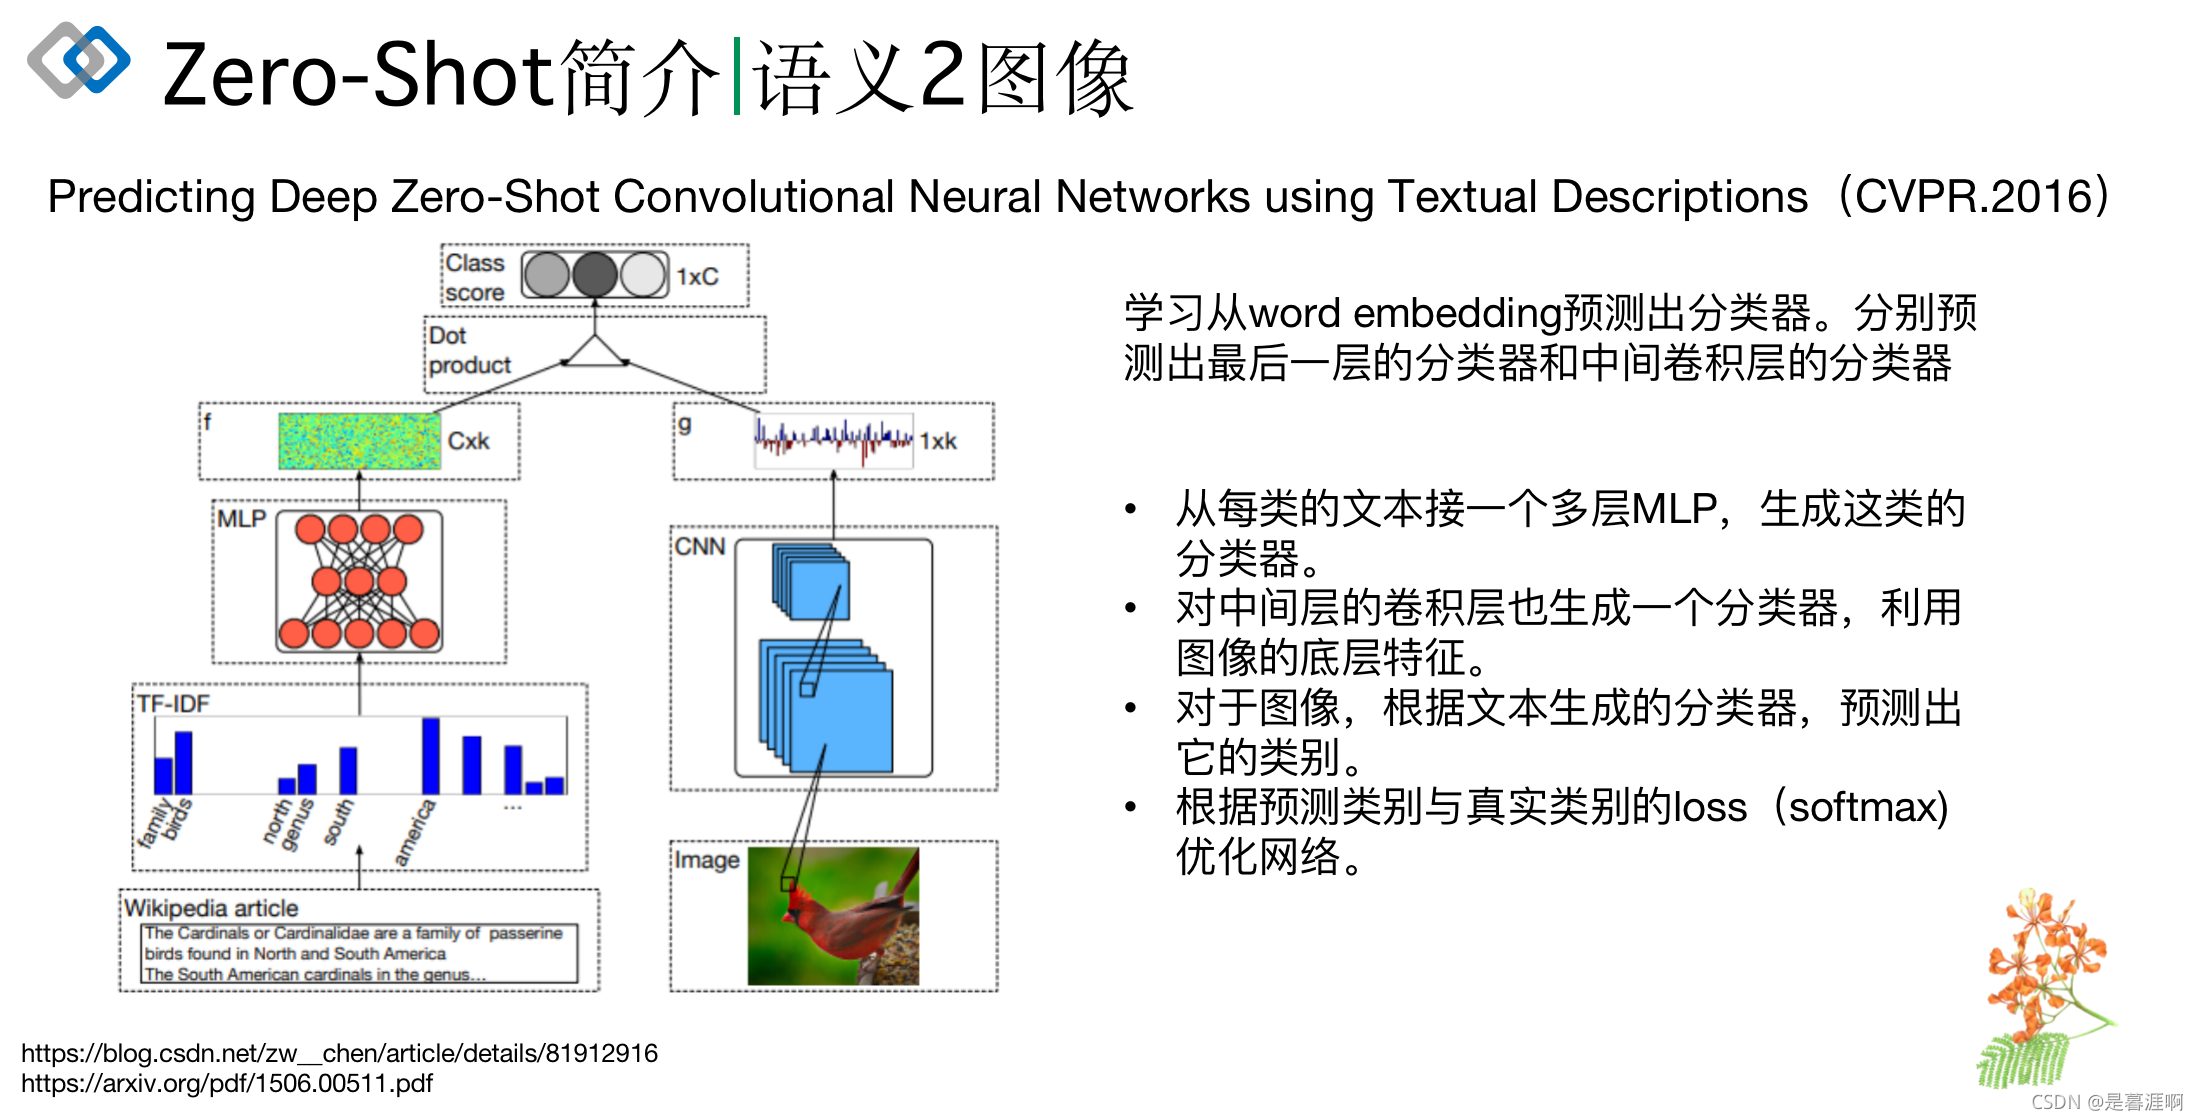 Zero-Shot简介|语义2图像
Predicting Deep Zero-Shot Convolutional Neural Networks using Textual Descriptions（CVPR.2016）
Class
score
1xC
Dot
product
f
Cxk
g
1xk
MLP
CNN
TF-IDF
family
birds
north
genus
south
america
...
Image
Wikipedia article
The Cardinals or Cardinalidae are a family of passerine
birds found in North and South America
The South American cardinals in the genus...
学习从word embedding预测出分类器。分别预
测出最后一层的分类器和中间卷积层的分类器
• 从每类的文本接一个多层MLP，生成这类的
分类器。
• 对中间层的卷积层也生成一个分类器，利用
图像的底层特征。
• 对于图像，根据文本生成的分类器，预测出
它的类别。
• 根据预测类别与真实类别的loss（softmax)
优化网络。
https://blog.csdn.net/zw__chen/article/details/81912916
https://arxiv.org/pdf/1506.00511.pdf
CSDN @是暮涯啊